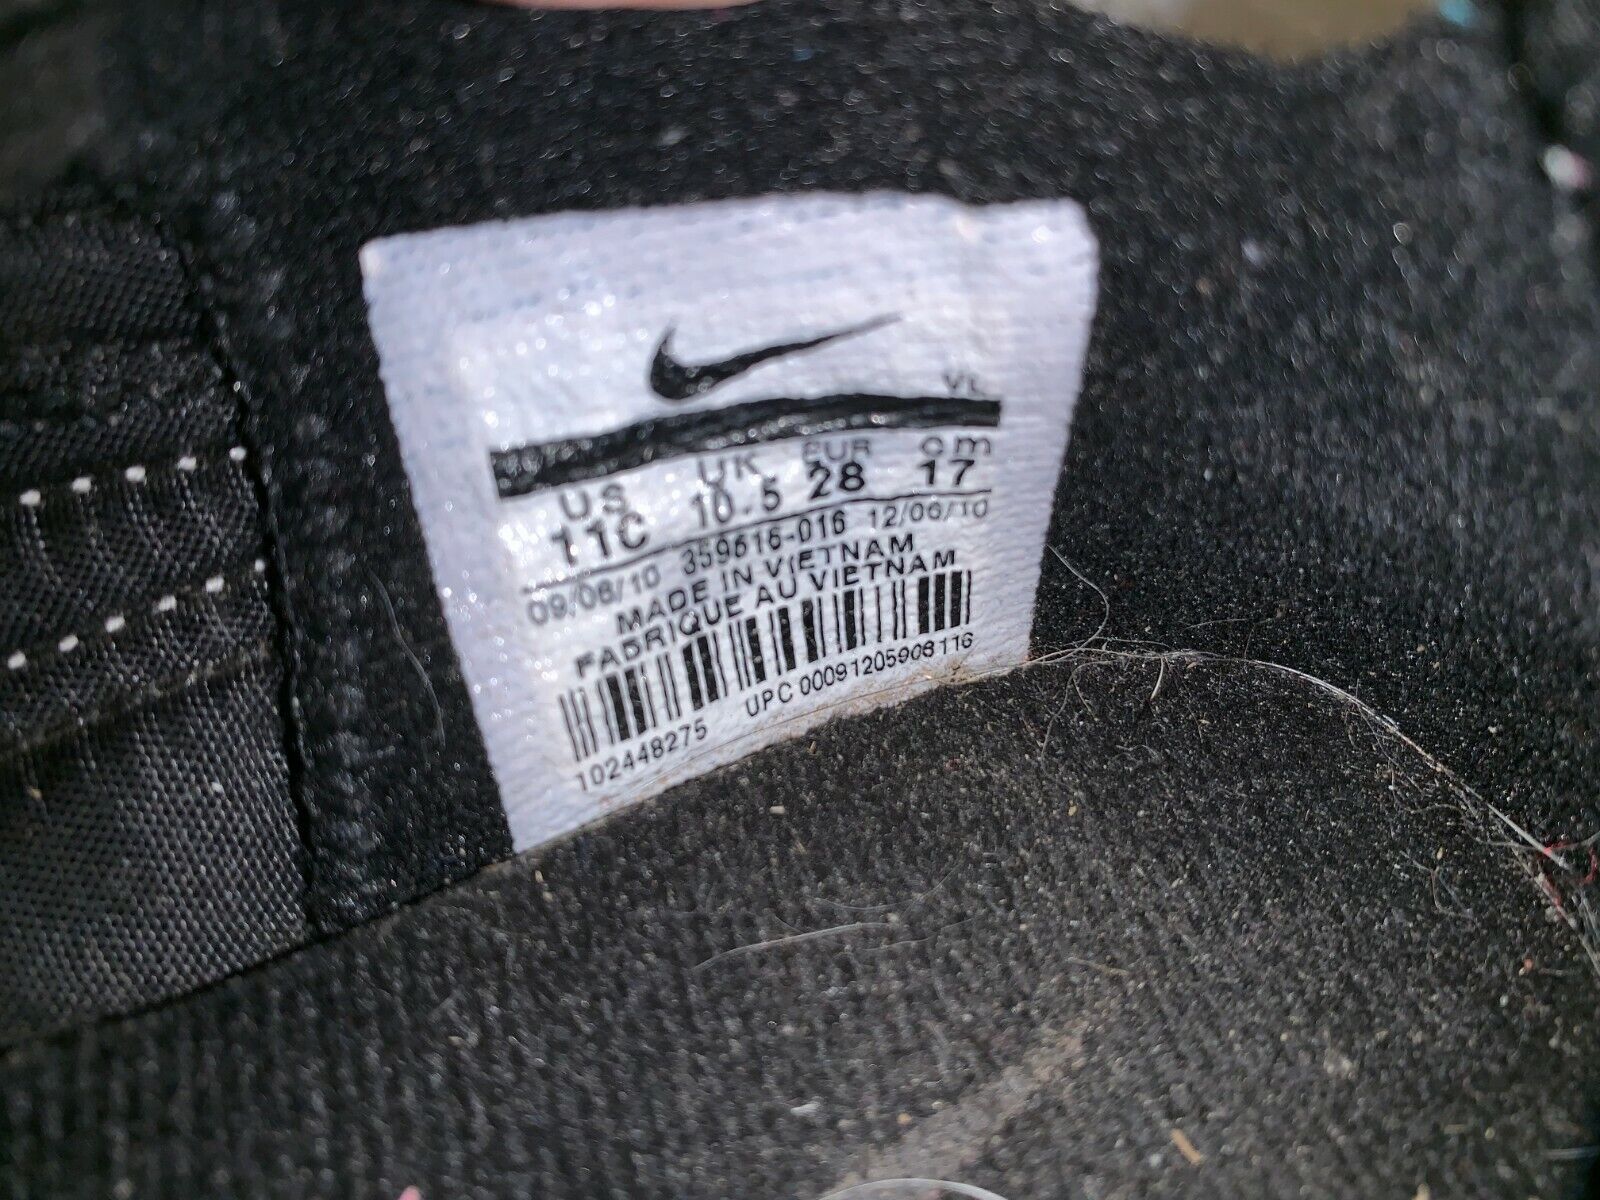 VL
US UK EUR cm
11C 10.5 28 17
09/08/10 359616-016 12/06/10
MADE IN VIETNAM
FABRIQUE AU VIETNAM
102448275 UPC 00091205908116